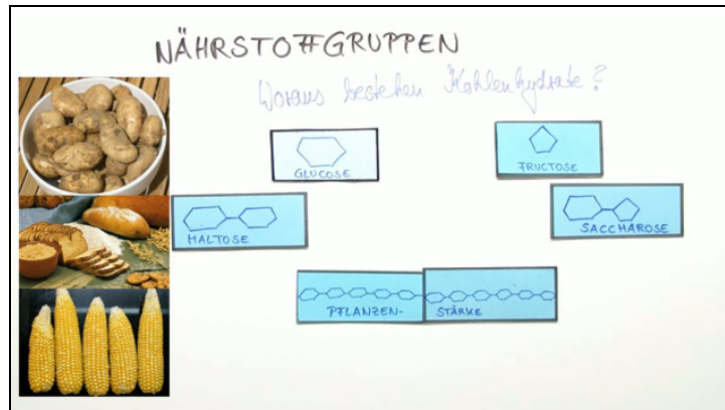 NÄHRSTOFFGRUPPEN
Woraus bestehen Kohlenhydrate?
GLUCOSE
FRUCTOSE
MALTOSE
SACCHAROSE
PFLANZEN- STÄRKE